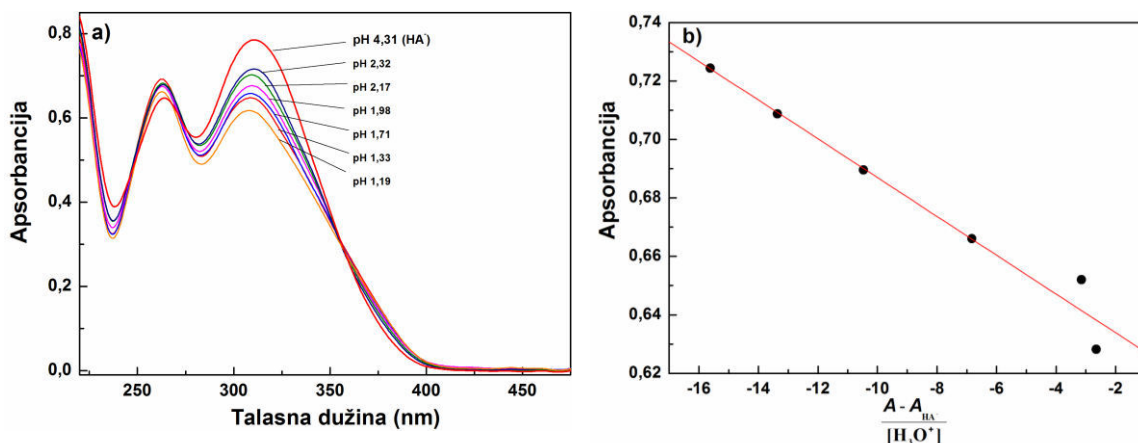 a)
Apsorbancija
0,8
0,6
0,4
0,2
0,0
250
300
350
400
450
Talasna dužina (nm)
pH 4,31 (HA⁻)
pH 2,32
pH 2,17
pH 1,98
pH 1,71
pH 1,33
pH 1,19
b)
Apsorbancija
0,74
0,72
0,70
0,68
0,66
0,64
0,62
-16
-14
-12
-10
-8
-6
-4
-2
A - A_HA⁻
[H₃O⁺]